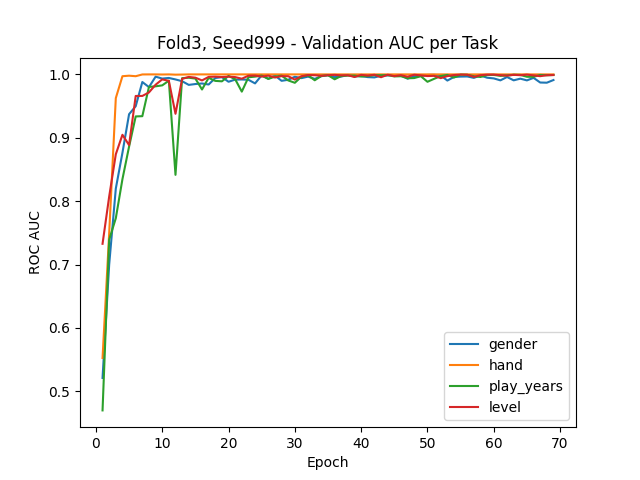 Fold3, Seed999 - Validation AUC per Task
ROC AUC
1.0
0.9
0.8
0.7
0.6
0.5
0 10 20 30 40 50 60 70
Epoch
gender
hand
play_years
level